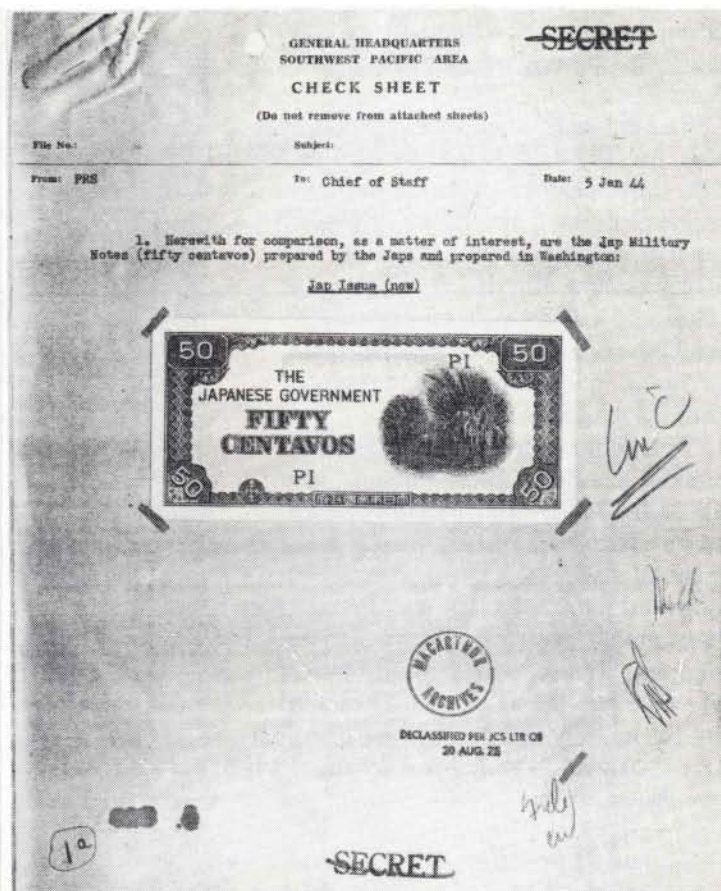 SECRET
GENERAL HEADQUARTERS
SOUTHWEST PACIFIC AREA
CHECK SHEET
(Do not remove from attached sheets)
File No.: Subject:
From: PRS To: Chief of Staff Date: 5 Jan 44
1. Herewith for comparison, as a matter of interest, are the Jap Military
Notes (fifty centavos) prepared by the Japs and prepared in Washington:
Jap Issue (new)
50 PI 50
THE
JAPANESE GOVERNMENT
FIFTY
CENTAVOS
PI
50 50
MACARTHUR
ARCHIVES
DECLASSIFIED PER JCS LTR OF
20 AUG. 75
1a
SECRET